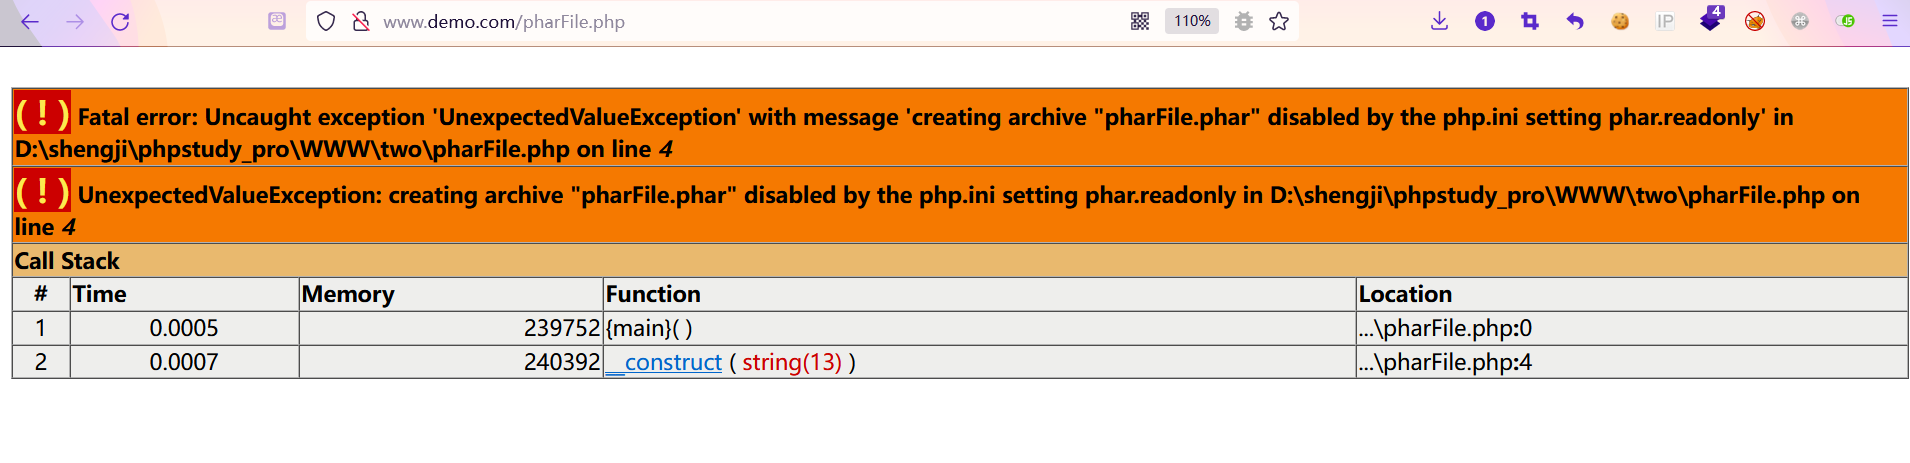 www.demo.com/pharFile.php
110%
1
IP
4
JS
( ! ) Fatal error: Uncaught exception 'UnexpectedValueException' with message 'creating archive "pharFile.phar" disabled by the php.ini setting phar.readonly' in
D:\shengji\phpstudy_pro\WWW\two\pharFile.php on line 4
( ! ) UnexpectedValueException: creating archive "pharFile.phar" disabled by the php.ini setting phar.readonly in D:\shengji\phpstudy_pro\WWW\two\pharFile.php on
line 4
Call Stack
# Time Memory Function Location
1 0.0005 239752 {main}( ) ...\pharFile.php:0
2 0.0007 240392 __construct ( string(13) ) ...\pharFile.php:4